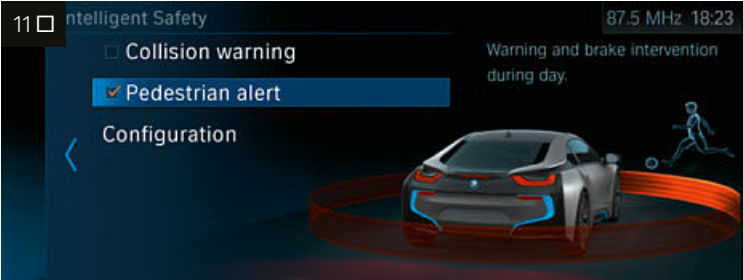 11
ntelligent Safety
87.5 MHz 18:23
Collision warning
Pedestrian alert
Configuration
Warning and brake intervention
during day.